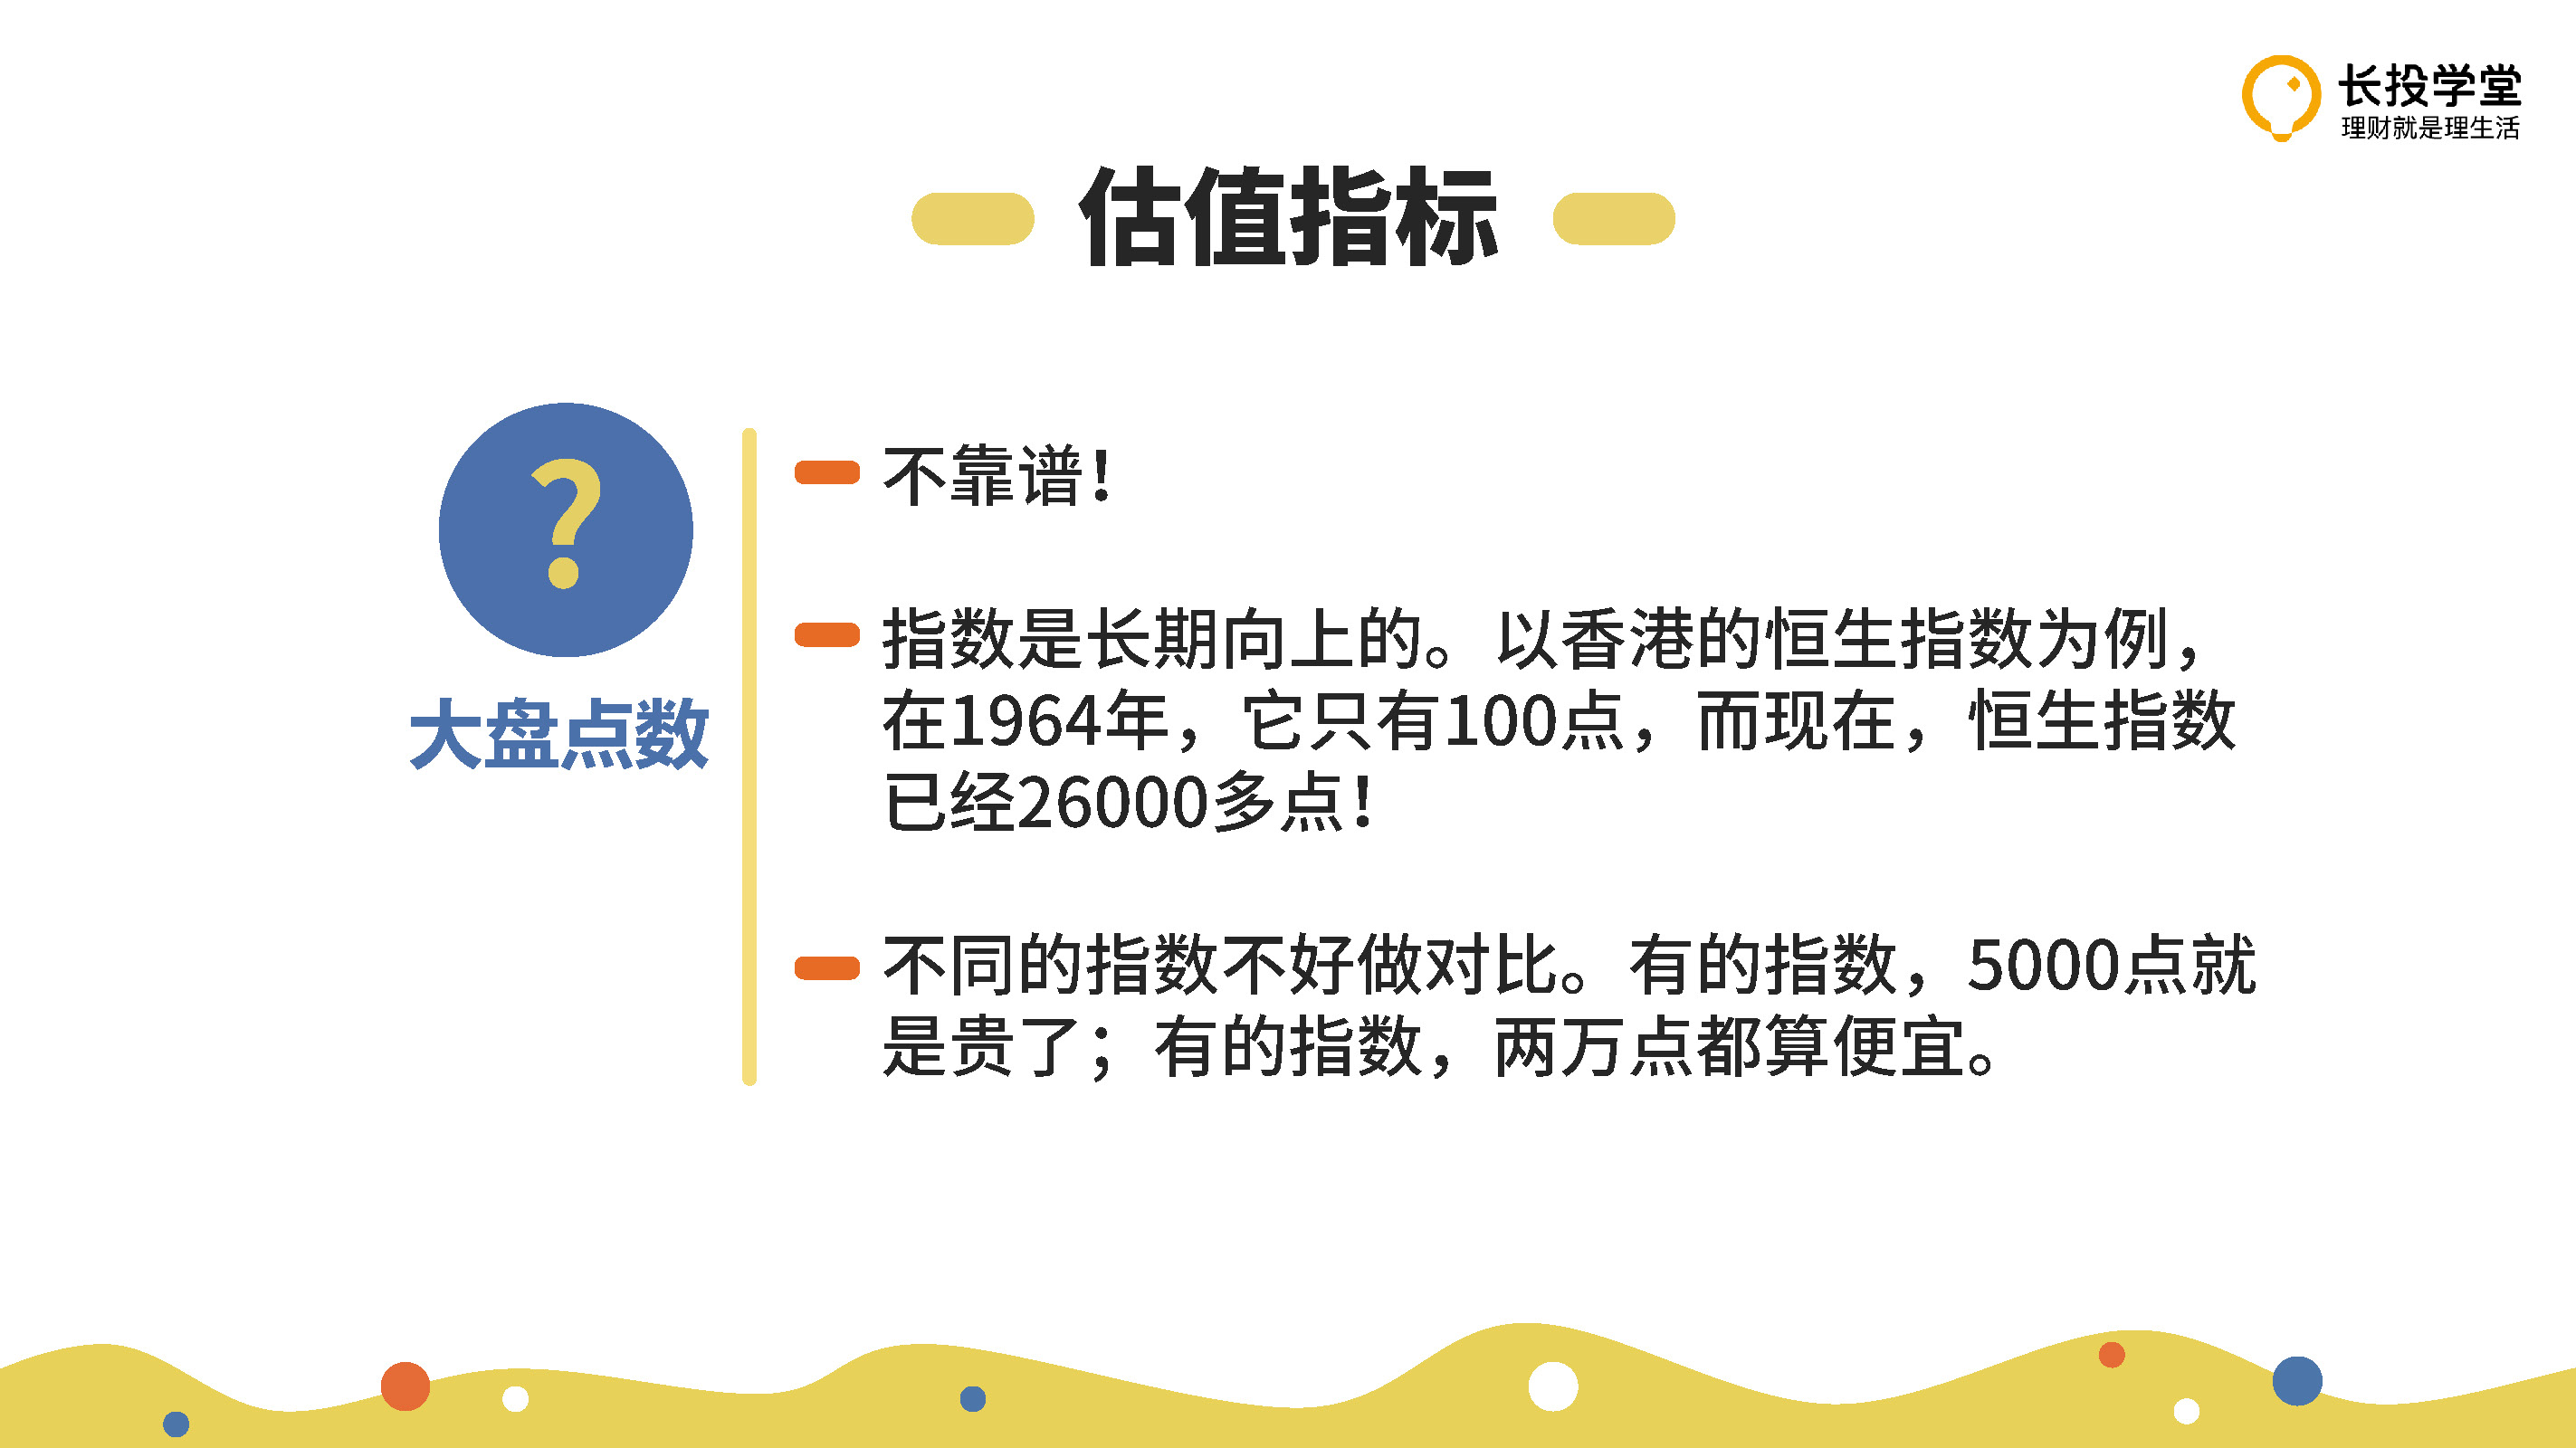 长投学堂
理财就是理生活
估值指标
?
大盘点数
不靠谱！
指数是长期向上的。以香港的恒生指数为例，
在1964年，它只有100点，而现在，恒生指数
已经26000多点！
不同的指数不好做对比。有的指数，5000点就
是贵了；有的指数，两万点都算便宜。